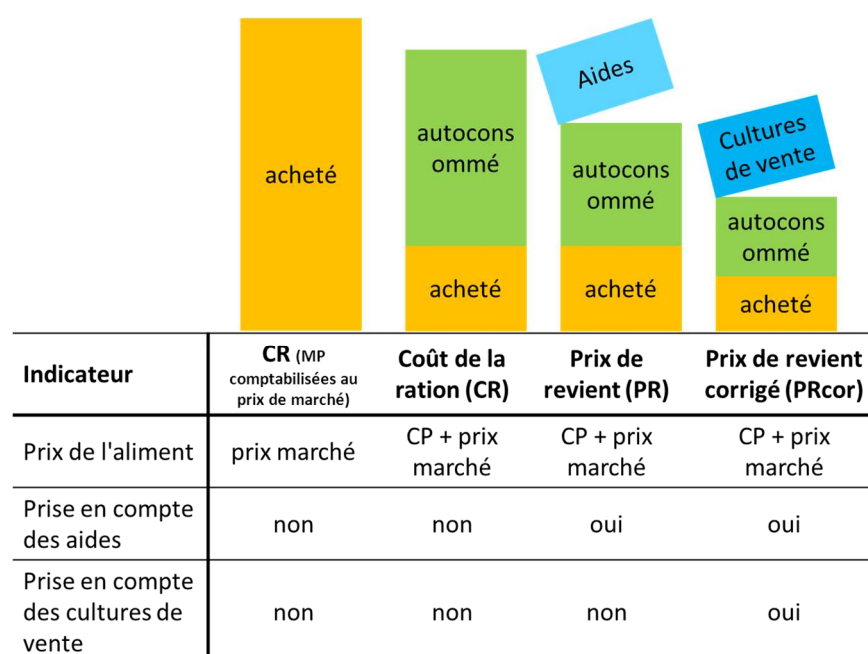 acheté
autocons
ommé
acheté
Aides
autocons
ommé
acheté
Cultures
de vente
autocons
ommé
acheté
Indicateur
CR (MP
comptabilisées au
prix de marché)
Coût de la
ration (CR)
Prix de
revient (PR)
Prix de revient
corrigé (PRcor)
Prix de l'aliment
prix marché
CP + prix
marché
CP + prix
marché
CP + prix
marché
Prise en compte
des aides
non
non
oui
oui
Prise en compte
des cultures de
vente
non
non
non
oui